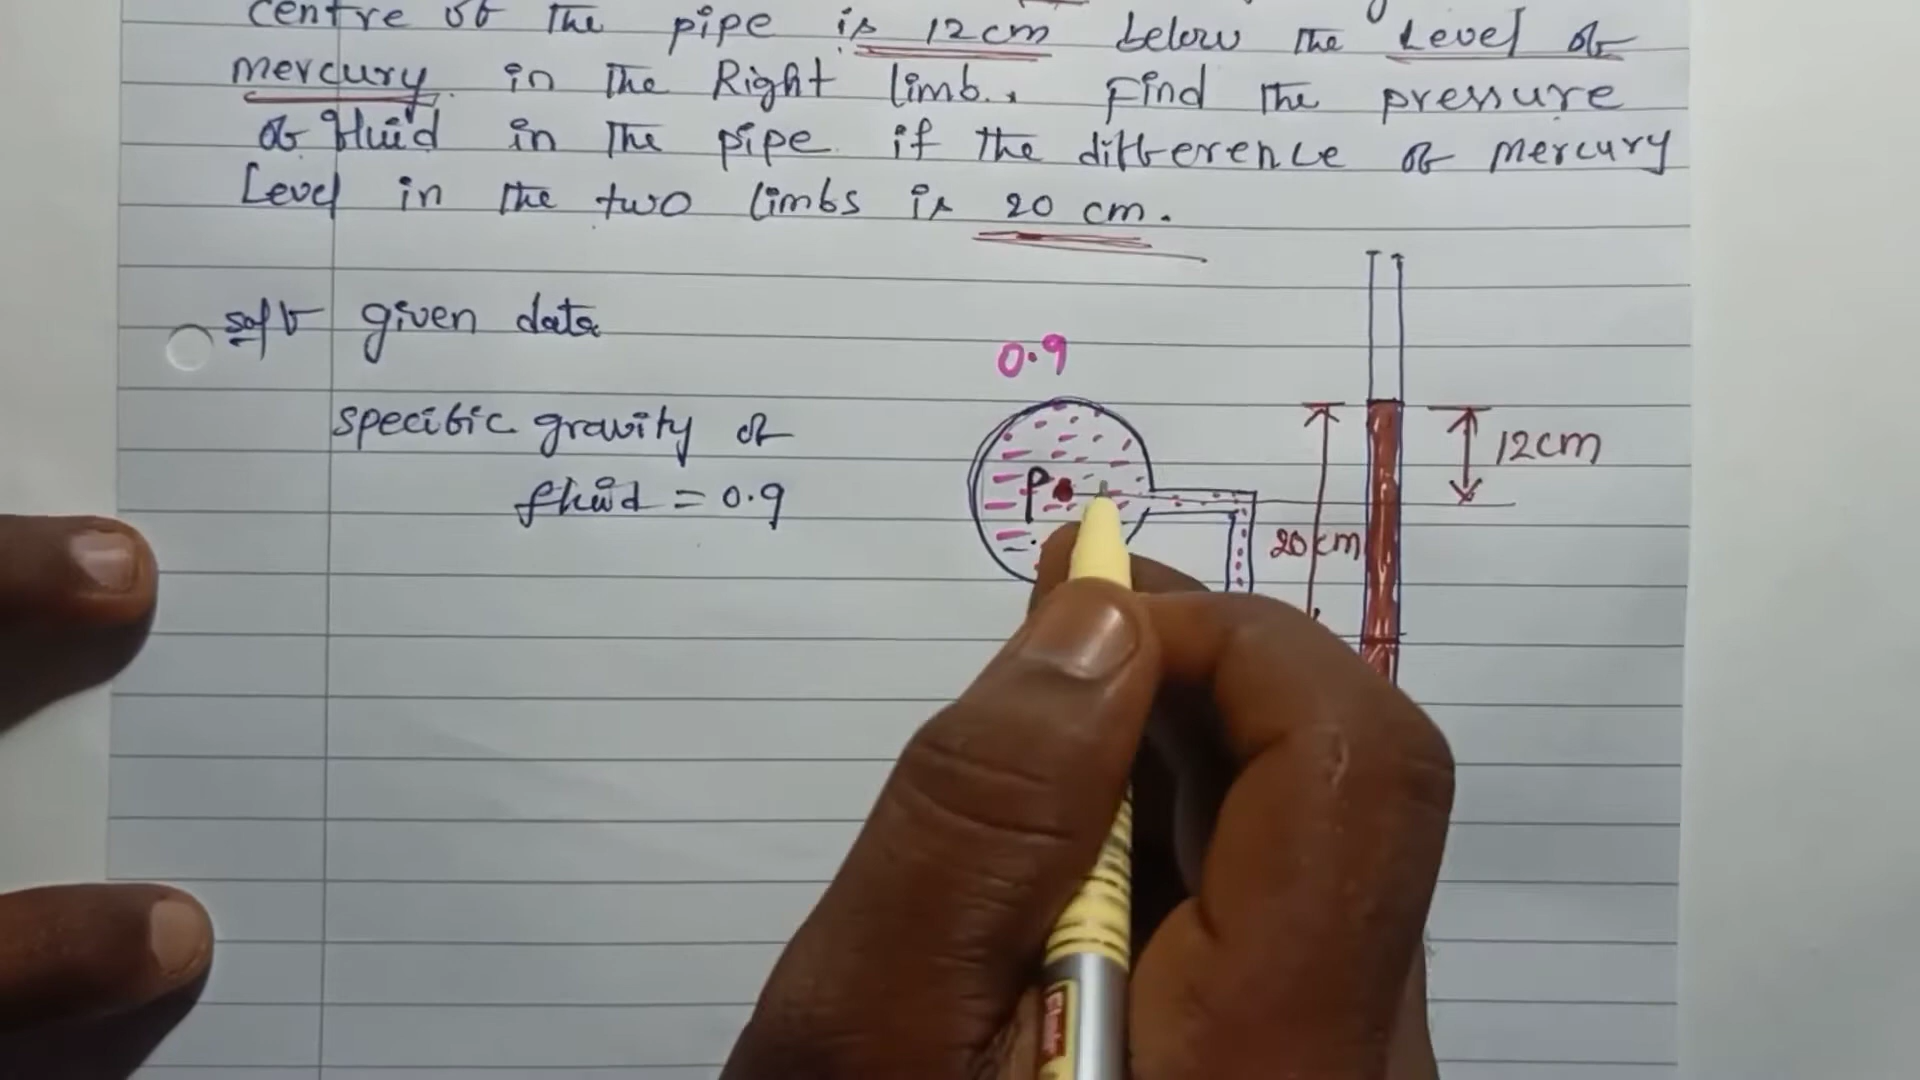 centre of the pipe is 12cm below the Level of
mercury in the Right limb. Find the pressure
of fluid in the pipe if the difference of mercury
Level in the two limbs is 20 cm.
given data
0.9
specific gravity of
fluid = 0.9
12cm
P
20 cm